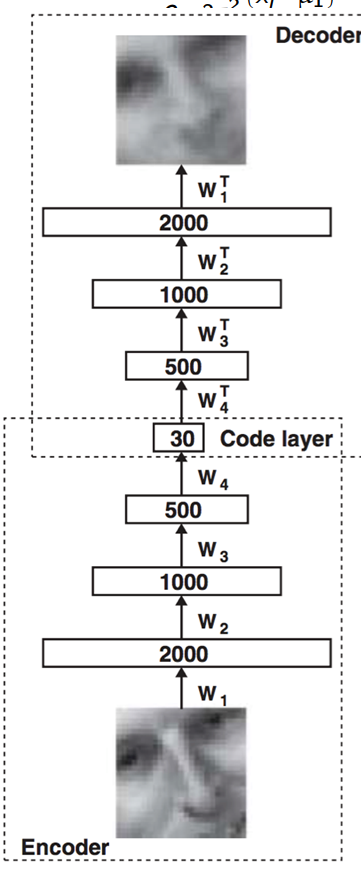 Decoder
W₁ᵀ
2000
W₂ᵀ
1000
W₃ᵀ
500
W₄ᵀ
30 Code layer
W₄
500
W₃
1000
W₂
2000
W₁
Encoder